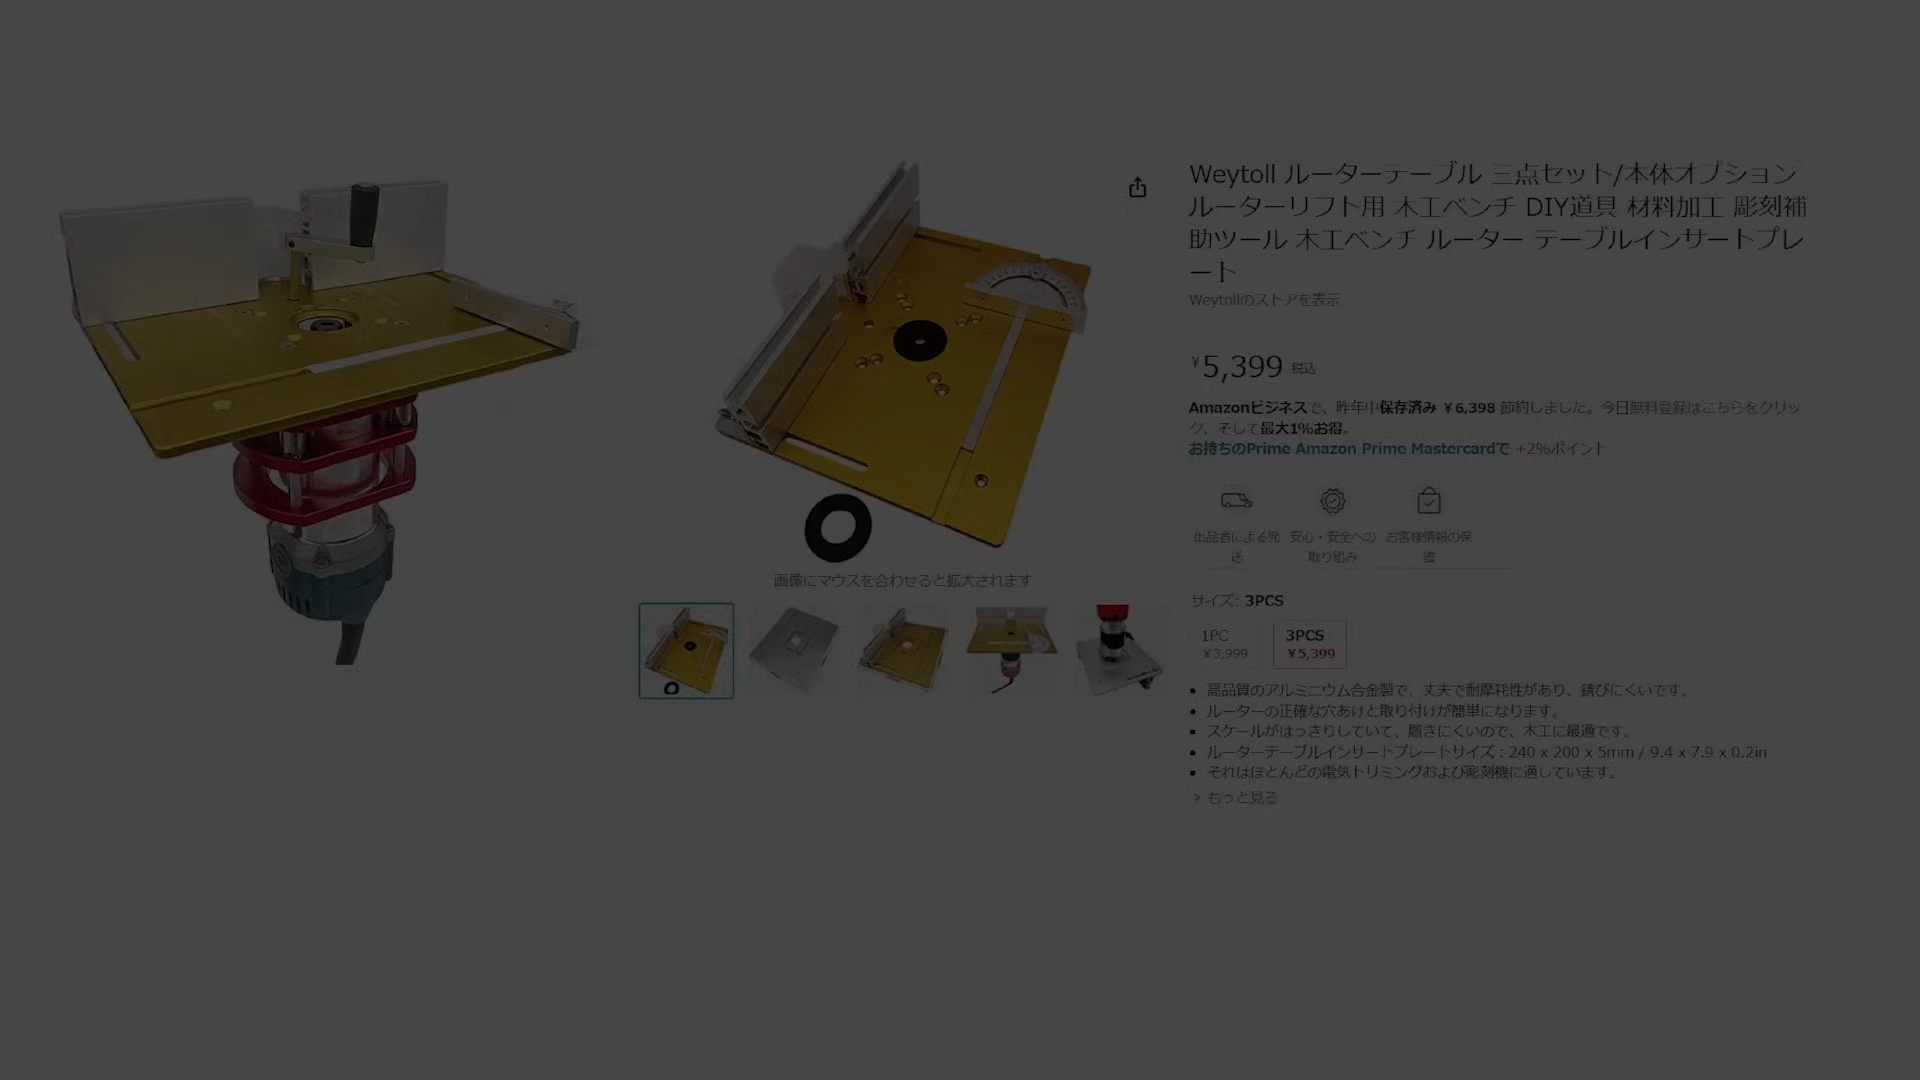 Weytoll ルーターテーブル 三点セット/本体オプション
ルーターリフト用 木工ベンチ DIY道具 材料加工 彫刻補
助ツール 木工ベンチ ルーター テーブルインサートプレ
ート
Weytollのストアを表示
¥5,399 税込
Amazonビジネスで、昨年中保存済み ¥6,398 節約しました。今日無料登録はこちらをクリッ
ク、そして最大1%お得。
お持ちのPrime Amazon Prime Mastercardで +2%ポイント
出品者による発 安心・安全への お客様情報の保
送 取り組み 護
画像にマウスを合わせると拡大されます
サイズ: 3PCS
1PC 3PCS
¥3,999 ¥5,399
• 高品質のアルミニウム合金製で、丈夫で耐摩耗性があり、錆びにくいです。
• ルーターの正確な穴あけと取り付けが簡単になります。
• スケールがはっきりしていて、履きにくいので、木工に最適です。
• ルーターテーブルインサートプレートサイズ : 240 x 200 x 5mm / 9.4 x 7.9 x 0.2in
• それはほとんどの電気トリミングおよび彫刻機に適しています。
› もっと見る